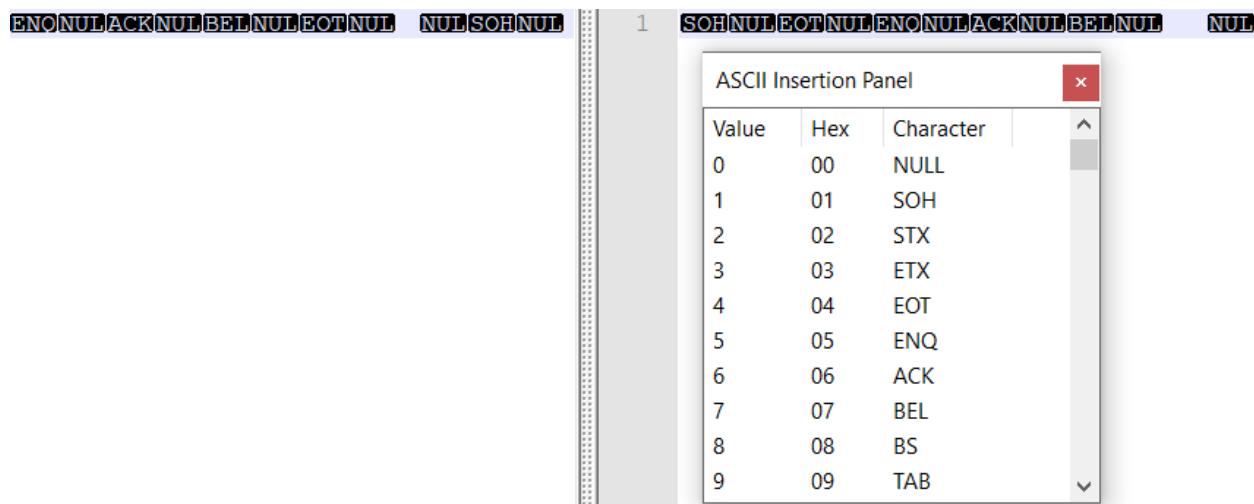 ENQNULACKNULBELNULEOTNUL NULSOHNUL
1 SOHNULEOTNULENQNULACKNULBELNUL NUL
ASCII Insertion Panel
Value Hex Character
0 00 NULL
1 01 SOH
2 02 STX
3 03 ETX
4 04 EOT
5 05 ENQ
6 06 ACK
7 07 BEL
8 08 BS
9 09 TAB